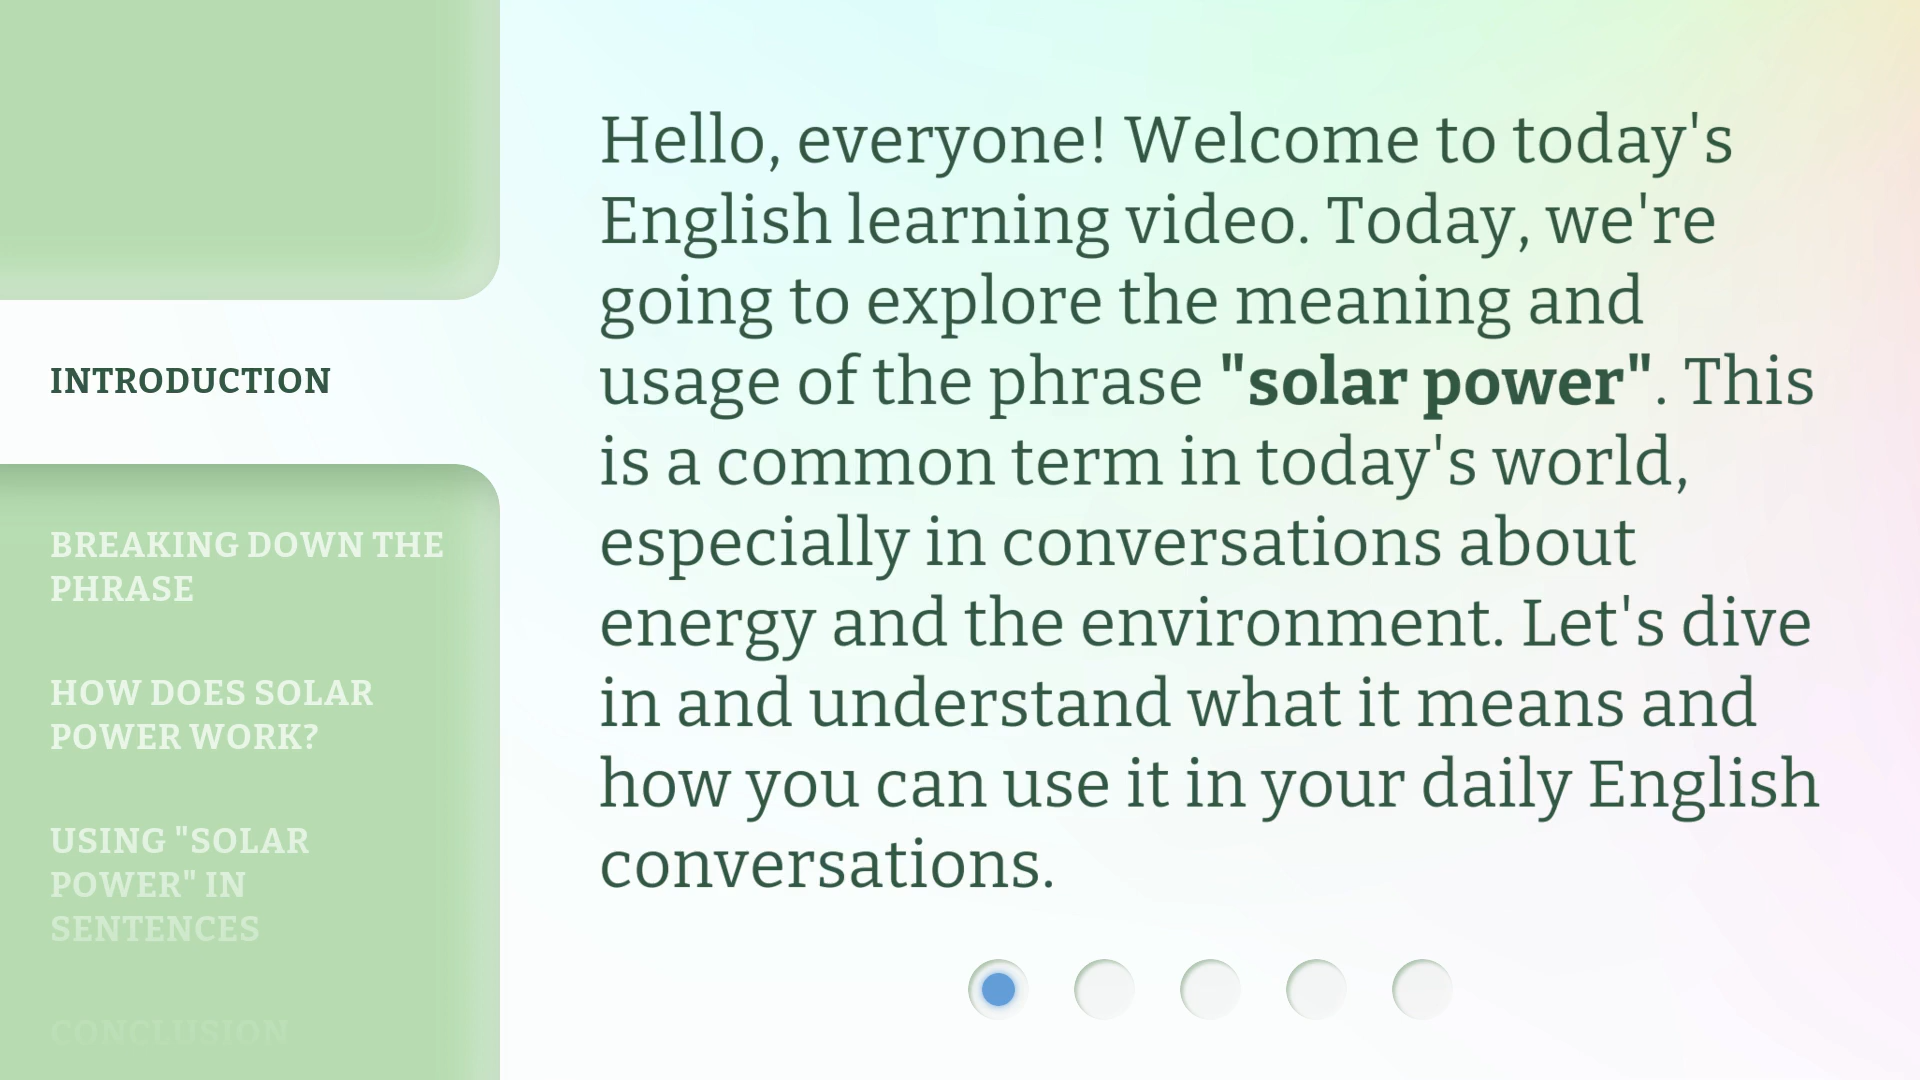 INTRODUCTION
BREAKING DOWN THE
PHRASE
HOW DOES SOLAR
POWER WORK?
USING "SOLAR
POWER" IN
SENTENCES
CONCLUSION
Hello, everyone! Welcome to today's
English learning video. Today, we're
going to explore the meaning and
usage of the phrase "solar power". This
is a common term in today's world,
especially in conversations about
energy and the environment. Let's dive
in and understand what it means and
how you can use it in your daily English
conversations.